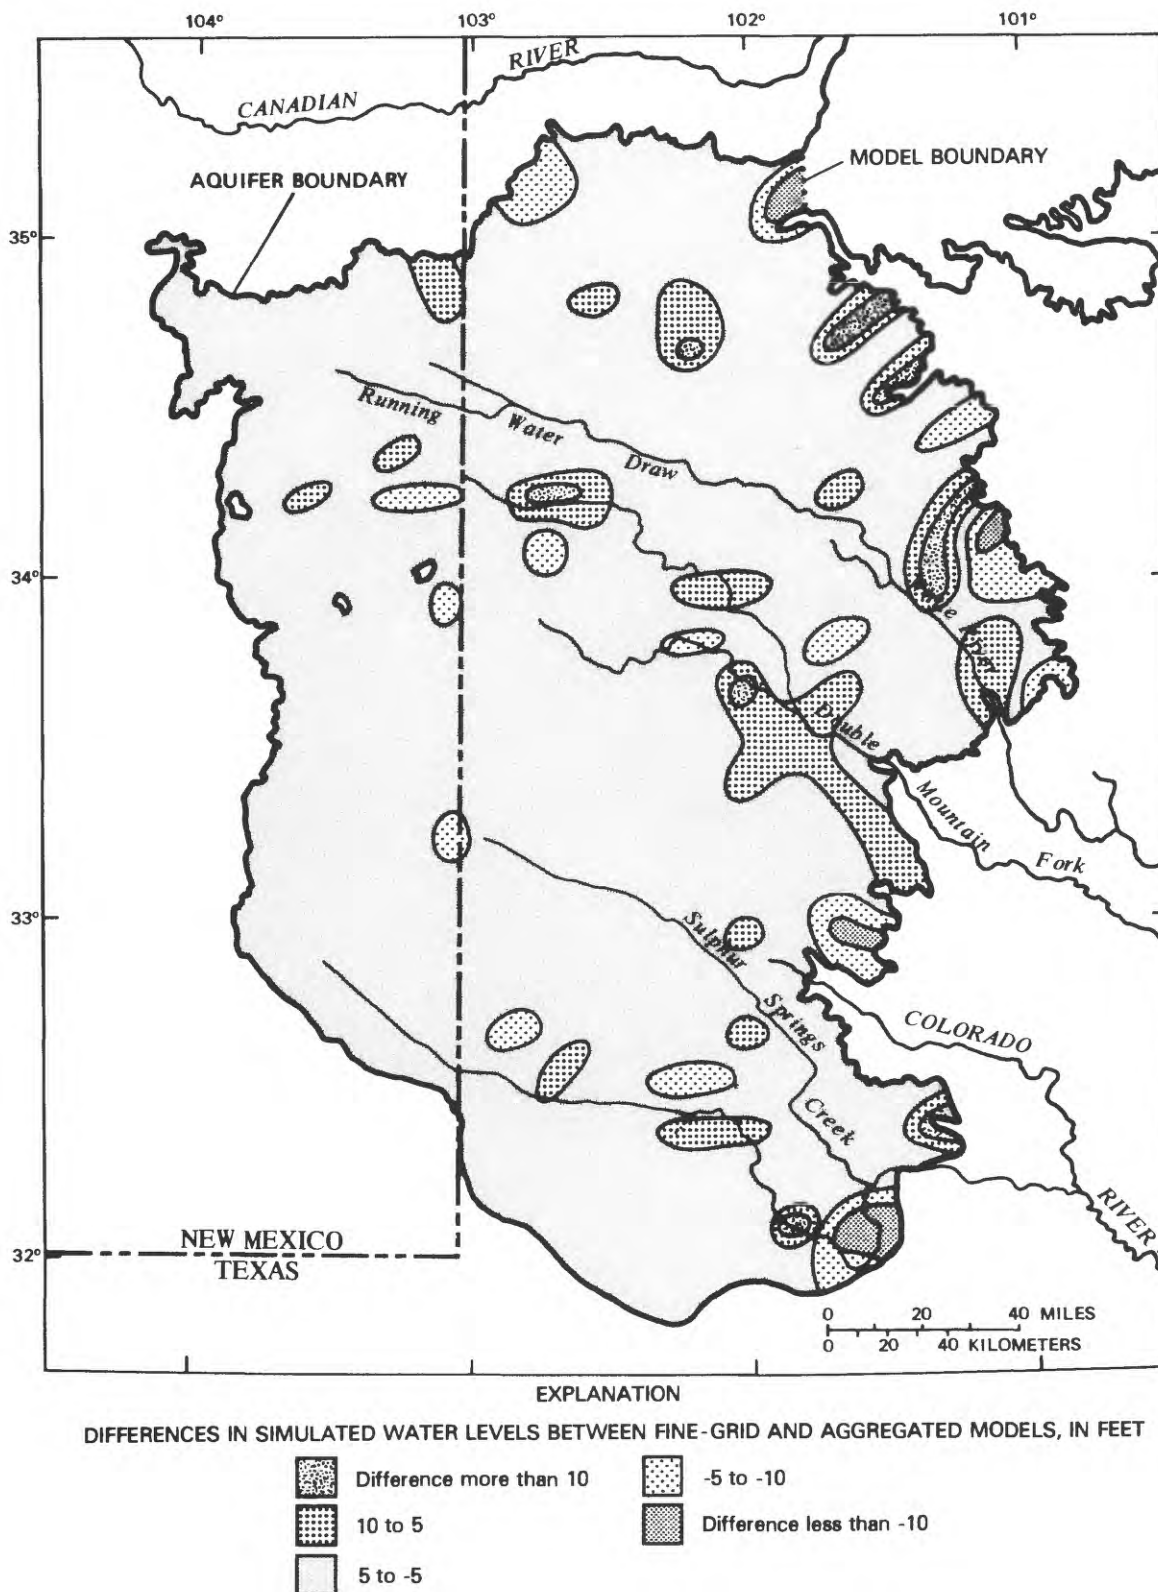 104° 103° 102° 101°
CANADIAN RIVER
AQUIFER BOUNDARY
MODEL BOUNDARY
35°
Running Water Draw
34°
Double Mountain Fork
33°
Sulphur Springs Creek
COLORADO RIVER
32°
NEW MEXICO
TEXAS
0 20 40 MILES
0 20 40 KILOMETERS
EXPLANATION
DIFFERENCES IN SIMULATED WATER LEVELS BETWEEN FINE-GRID AND AGGREGATED MODELS, IN FEET
Difference more than 10
10 to 5
5 to -5
-5 to -10
Difference less than -10